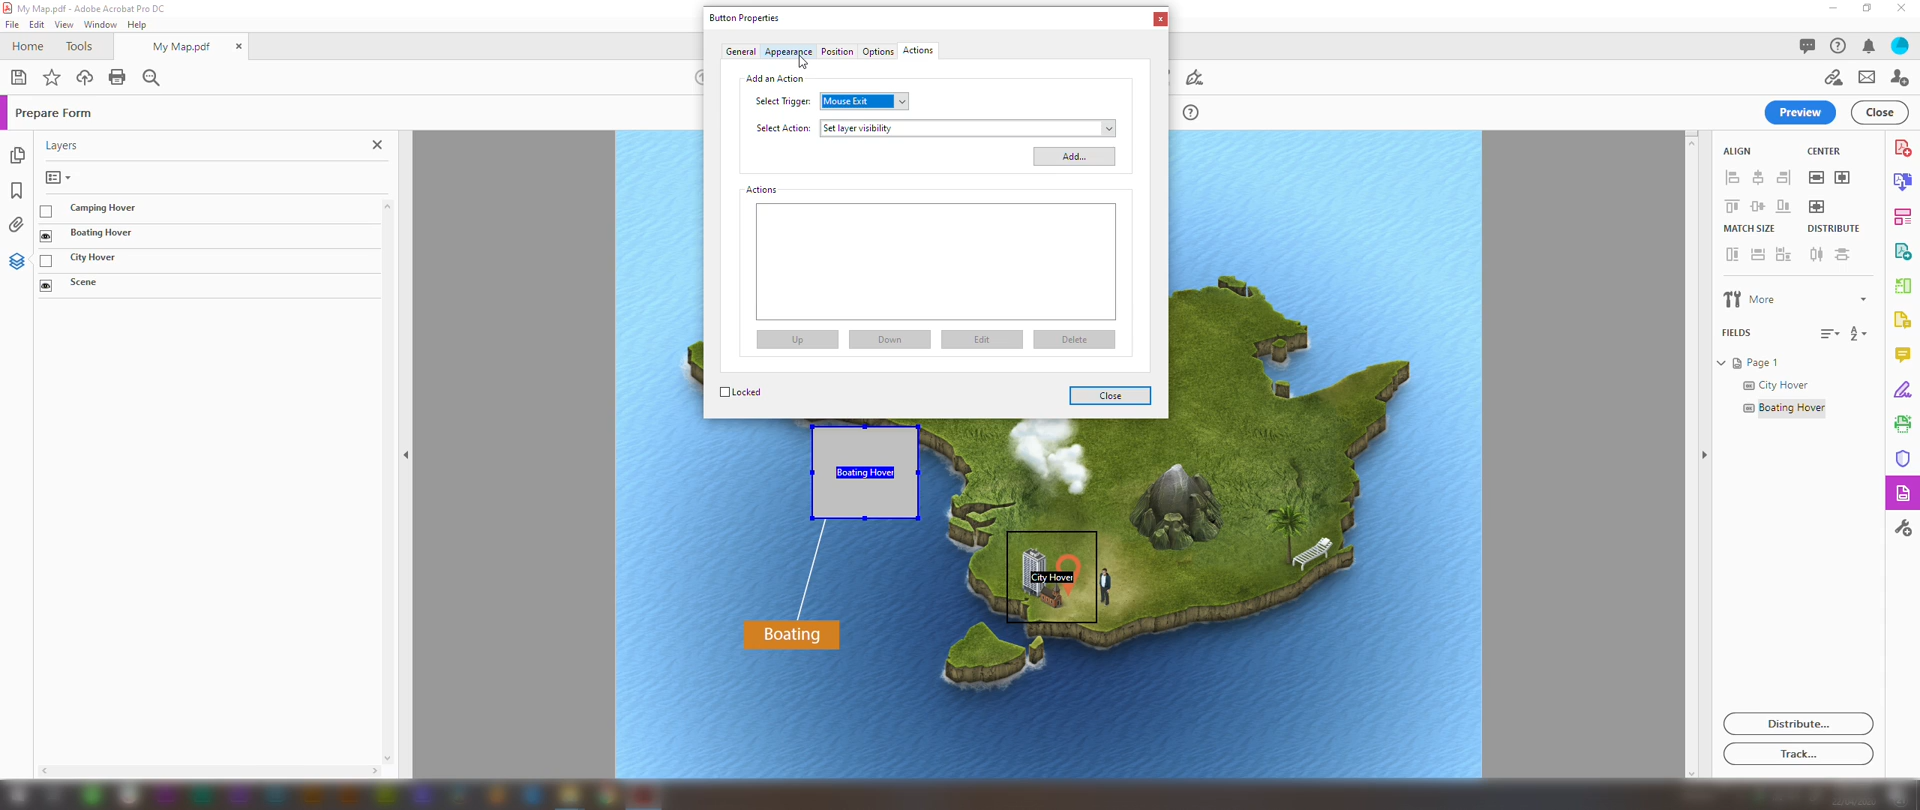 My Map.pdf - Adobe Acrobat Pro DC
File Edit View Window Help
Home Tools My Map.pdf
Prepare Form
Preview Close
Layers
Camping Hover
Boating Hover
City Hover
Scene
Button Properties
General Appearance Position Options Actions
Add an Action
Select Trigger: Mouse Exit
Select Action: Set layer visibility
Add...
Actions
Up Down Edit Delete
Locked
Close
Boating Hover
City Hover
Boating
ALIGN CENTER
MATCH SIZE DISTRIBUTE
More
FIELDS
Page 1
City Hover
Boating Hover
Distribute...
Track...